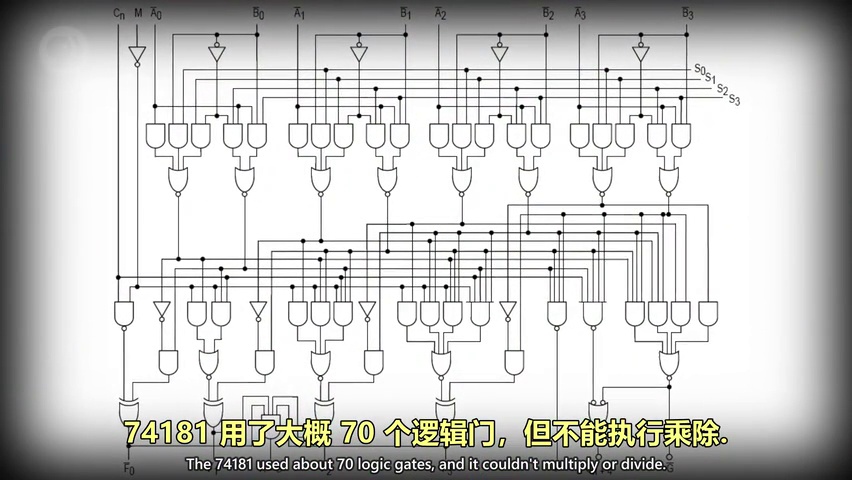 Cn M A0 B0 A1 B1 A2 B2 A3 B3
S0
S1
S2
S3
74181 用了大概 70 个逻辑门，但不能执行乘除.
The 74181 used about 70 logic gates, and it couldn't multiply or divide.
F0